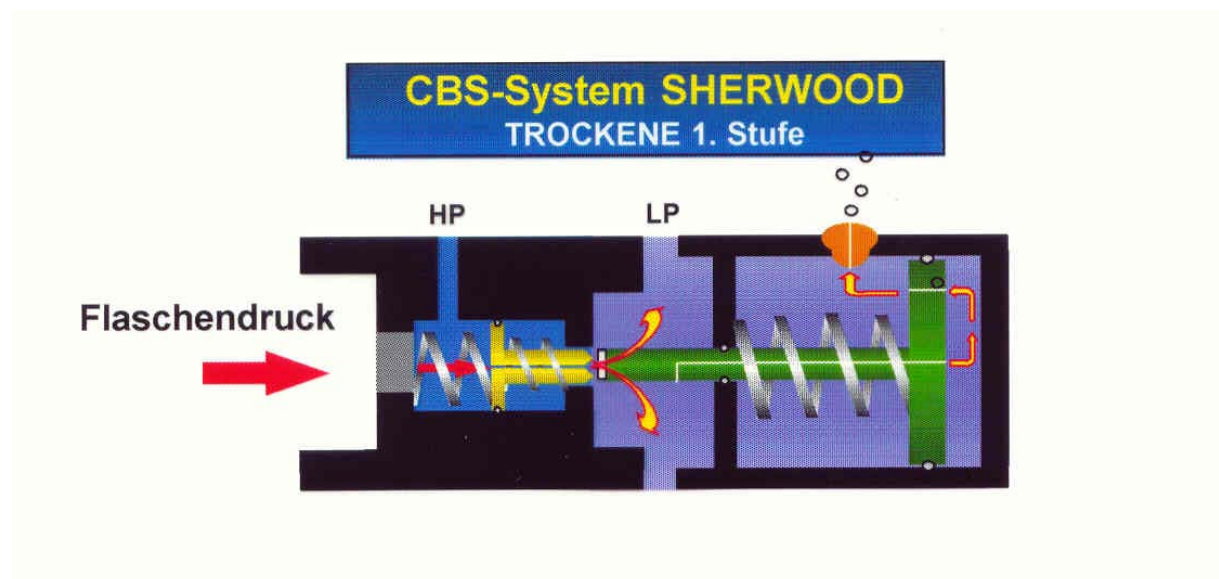 CBS-System SHERWOOD
TROCKENE 1. Stufe
HP
LP
Flaschendruck